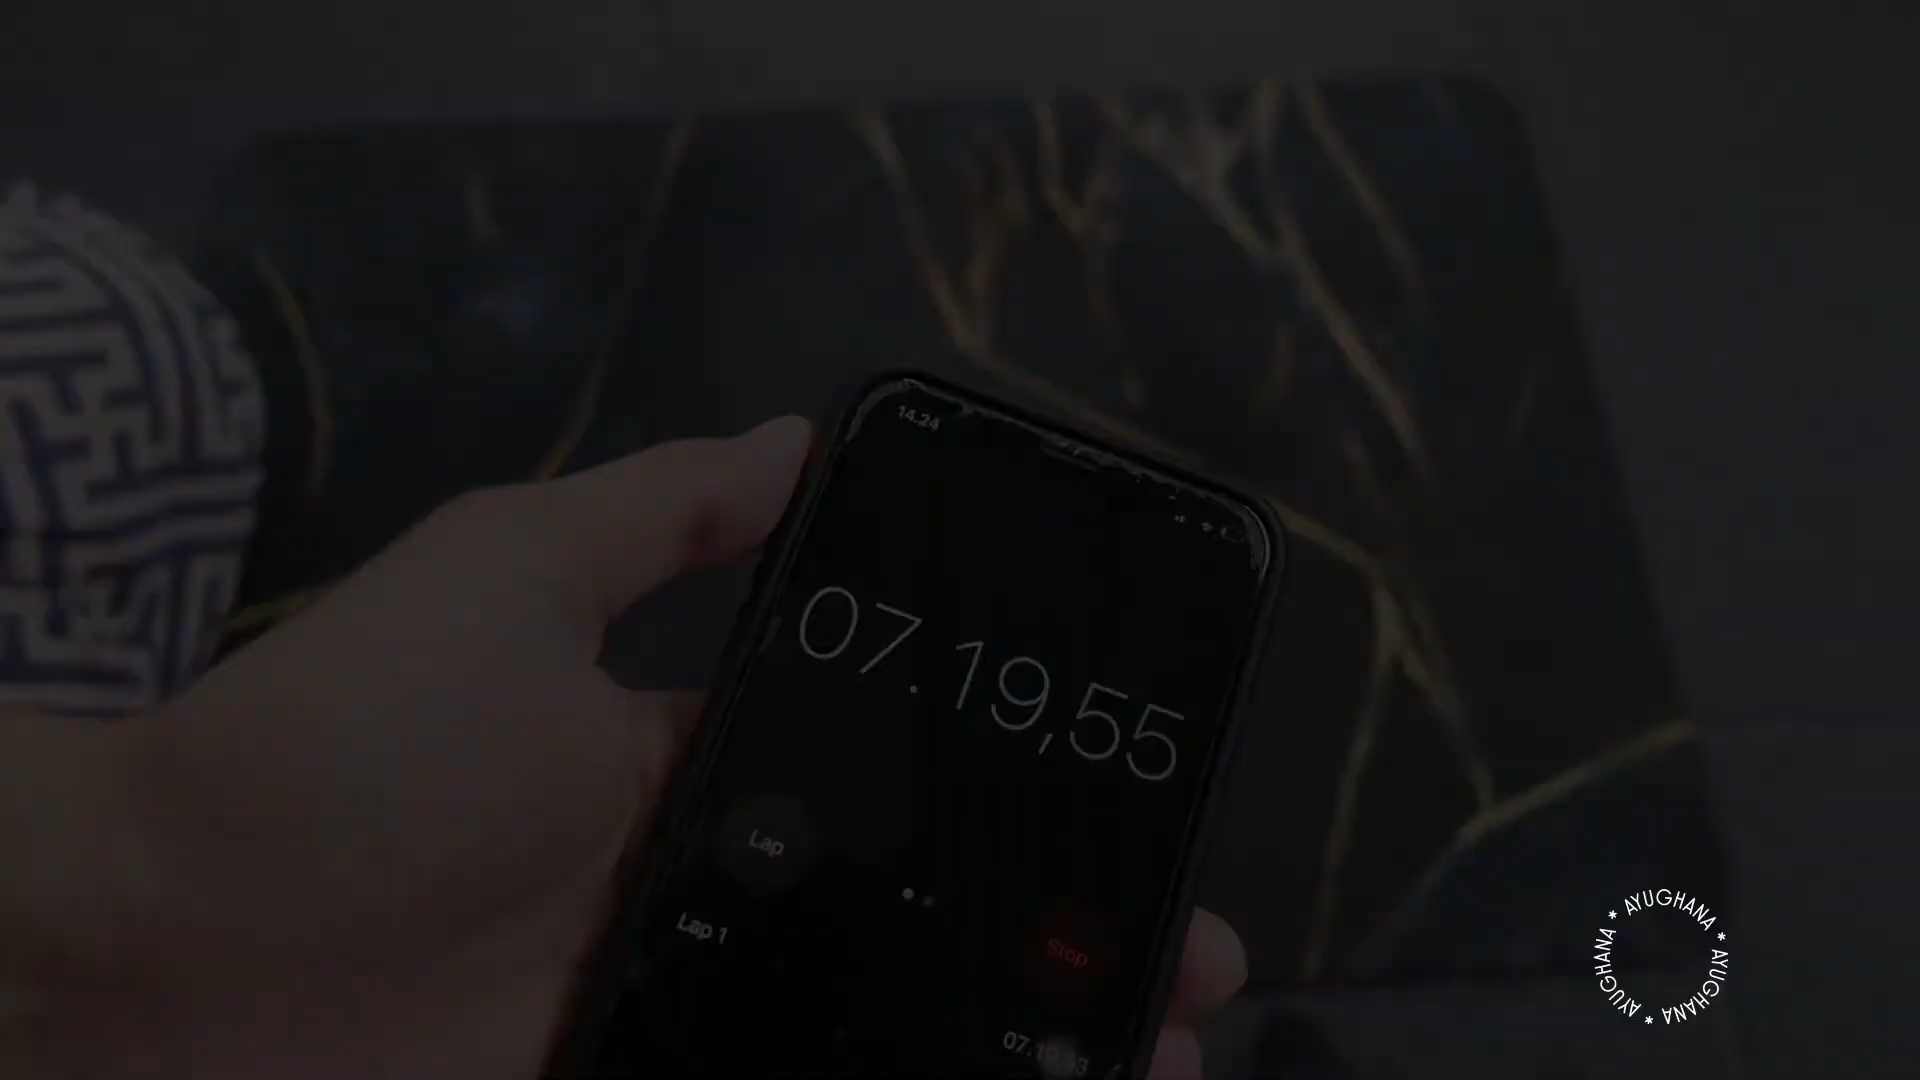 14.24
07.19,55
Lap
Stop
Lap 1
AYUGHANA * AYUGHANA * AYUGHANA *